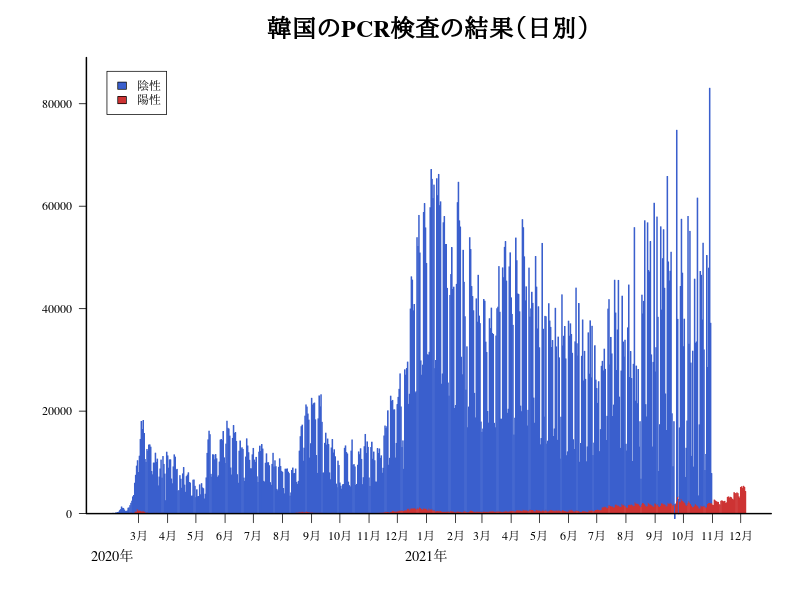 韓国のPCR検査の結果（日別）
陰性
陽性
80000
60000
40000
20000
0
3月 4月 5月 6月 7月 8月 9月 10月 11月 12月 1月 2月 3月 4月 5月 6月 7月 8月 9月 10月 11月 12月
2020年 2021年